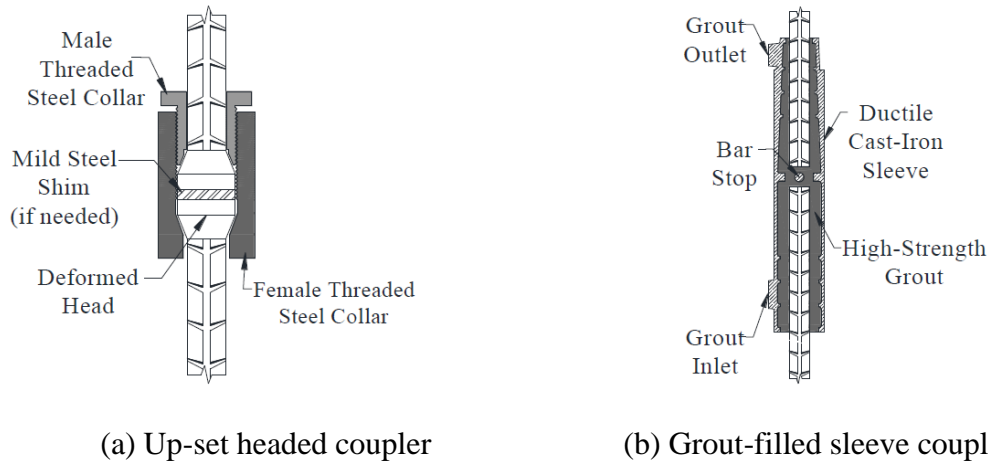 Male
Threaded
Steel Collar
Mild Steel
Shim
(if needed)
Deformed
Head
Female Threaded
Steel Collar
Grout
Outlet
Bar
Stop
Ductile
Cast-Iron
Sleeve
High-Strength
Grout
Grout
Inlet
(a) Up-set headed coupler
(b) Grout-filled sleeve coupl